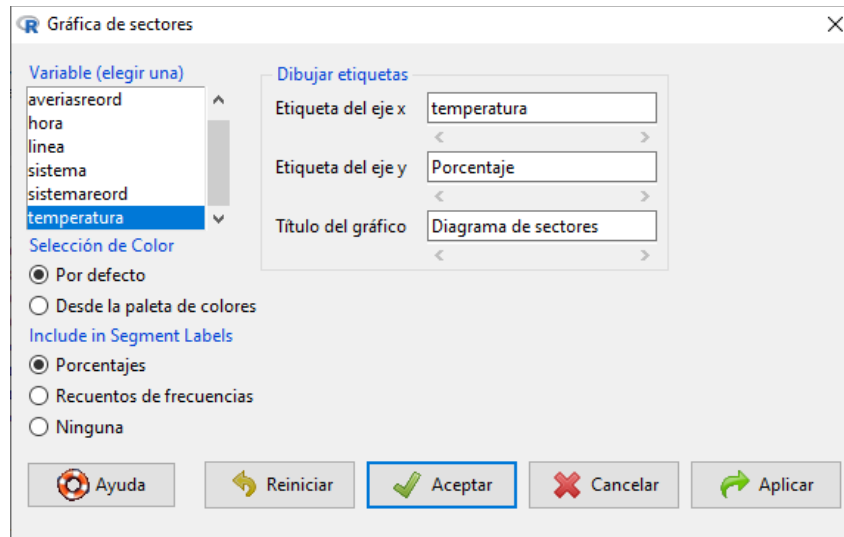 Gráfica de sectores
Variable (elegir una)
averiasreord
hora
linea
sistema
sistemareord
temperatura
Dibujar etiquetas
Etiqueta del eje x
temperatura
Etiqueta del eje y
Porcentaje
Título del gráfico
Diagrama de sectores
Selección de Color
Por defecto
Desde la paleta de colores
Include in Segment Labels
Porcentajes
Recuentos de frecuencias
Ninguna
Ayuda
Reiniciar
Aceptar
Cancelar
Aplicar